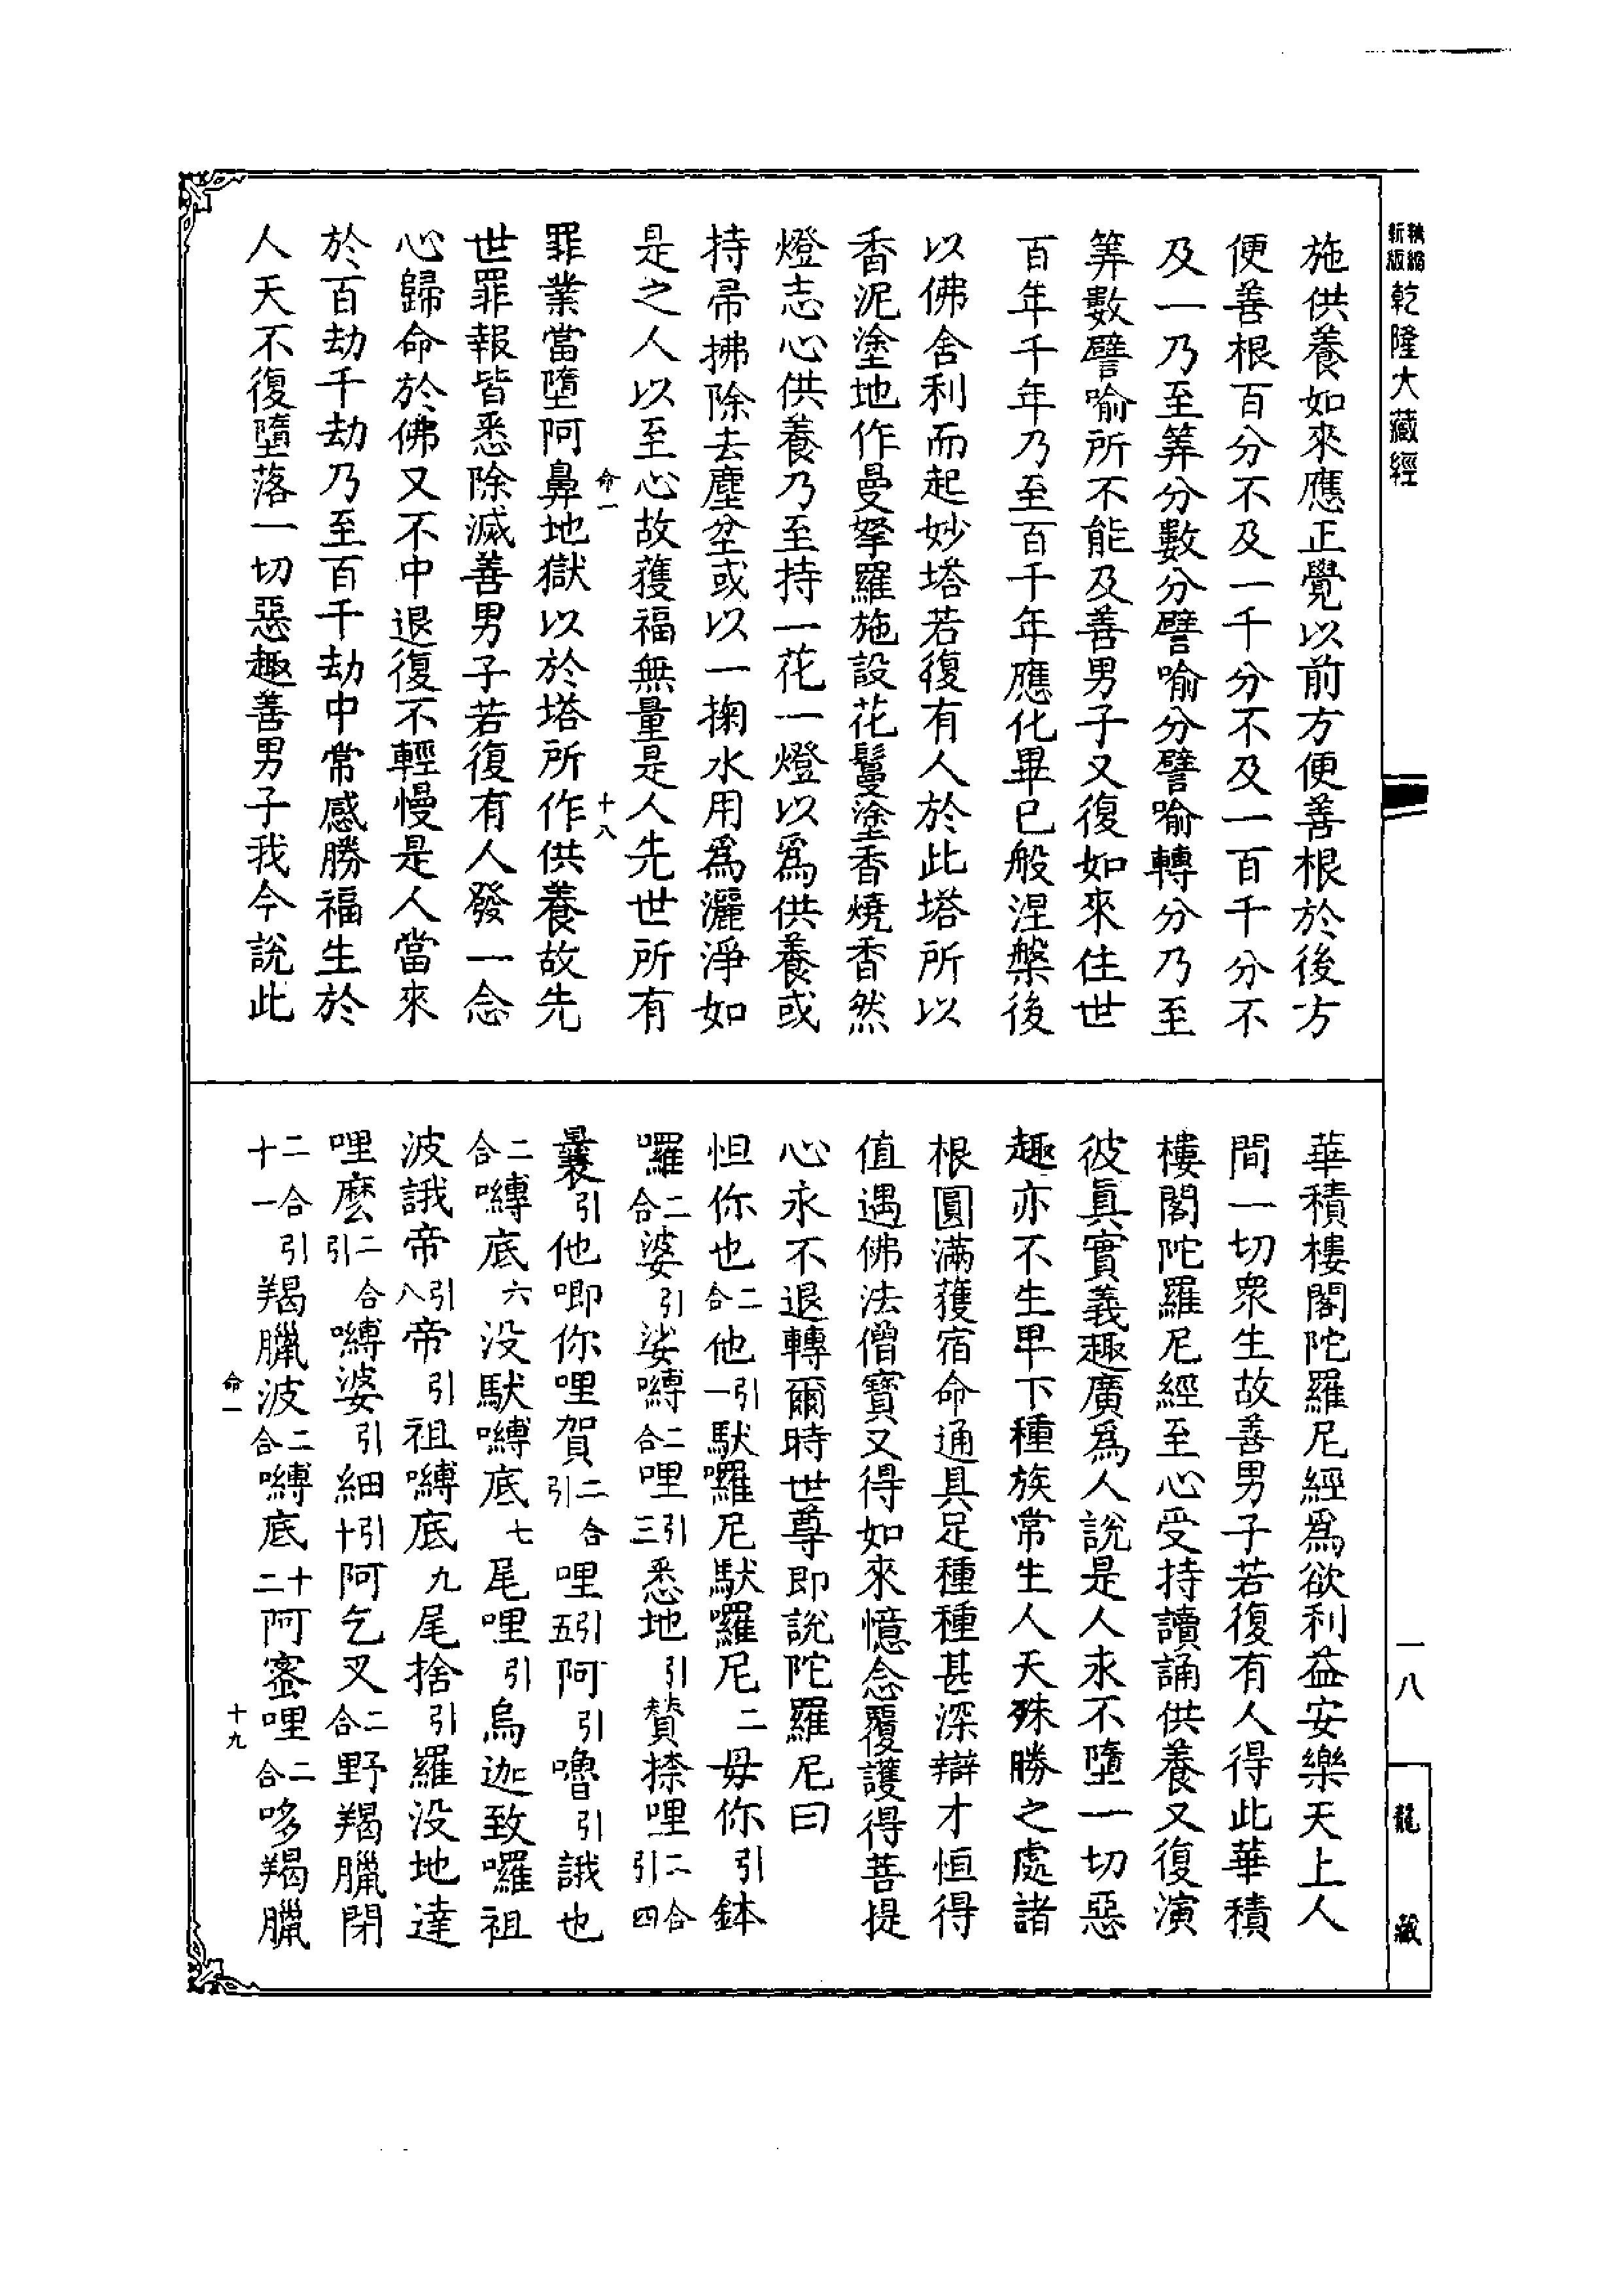 新版精縮乾隆大藏經
施供養如來應正覺以前方便善根於後方
便善根百分不及一千分不及一百千分不
及一乃至筭分數分譬喻分譬喻轉分乃至
筭數譬喻所不能及善男子又復如來住世
百年千年乃至百千年應化畢已般涅槃後
以佛舍利而起妙塔若復有人於此塔所以
香泥塗地作曼拏羅施設花鬘塗香燒香然
燈志心供養乃至持一花一燈以爲供養或
持帚拂除去塵坌或以一掬水用爲灑淨如
是之人以至心故獲福無量是人先世所有
命一 十八
罪業當墮阿鼻地獄以於塔所作供養故先
世罪報皆悉除滅善男子若復有人發一念
心歸命於佛又不中退復不輕慢是人當來
於百劫千劫乃至百千劫中常感勝福生於
人天不復墮落一切惡趣善男子我今說此
華積樓閣陀羅尼經爲欲利益安樂天上人
間一切衆生故善男子若復有人得此華積
樓閣陀羅尼經至心受持讀誦供養又復演
彼眞實義趣廣爲人說是人求不墮一切惡
趣亦不生卑下種族常生人天殊勝之處諸
根圓滿獲宿命通具足種種甚深辯才恒得
值遇佛法僧寶又得如來憶念覆護得菩提
心永不退轉爾時世尊即說陀羅尼曰
怛你也二合他引一馱囉尼馱囉尼二毋你引鉢
囉二合婆引娑嚩二合哩引三悉地引贊捺哩二合引四
曩引他唧你哩賀二合引哩引五阿引嚕引誐也
二合嚩底六没馱嚩底七尾哩引烏迦致囉祖
波誐帝引八帝引祖嚩底九尾捨引羅没地達
哩麽二合引嚩婆引細引十阿乞叉二合野羯臘閉
二合引十一羯臘波二合嚩底十二阿蜜哩二合哆羯臘
命一 十九
一八
龍藏